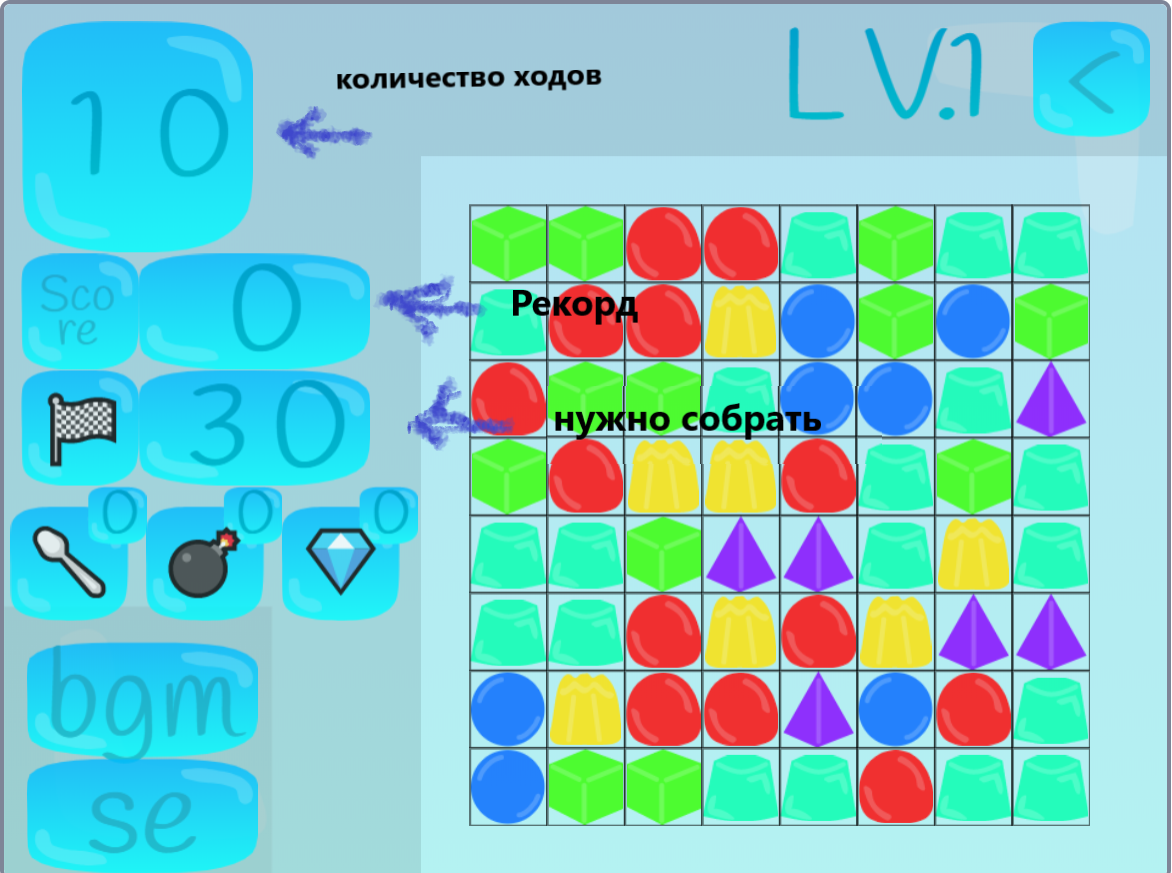 10
количество ходов
LV.1
<
Sco
re
0
Рекорд
30
нужно собрать
0
0
0
bgm
se